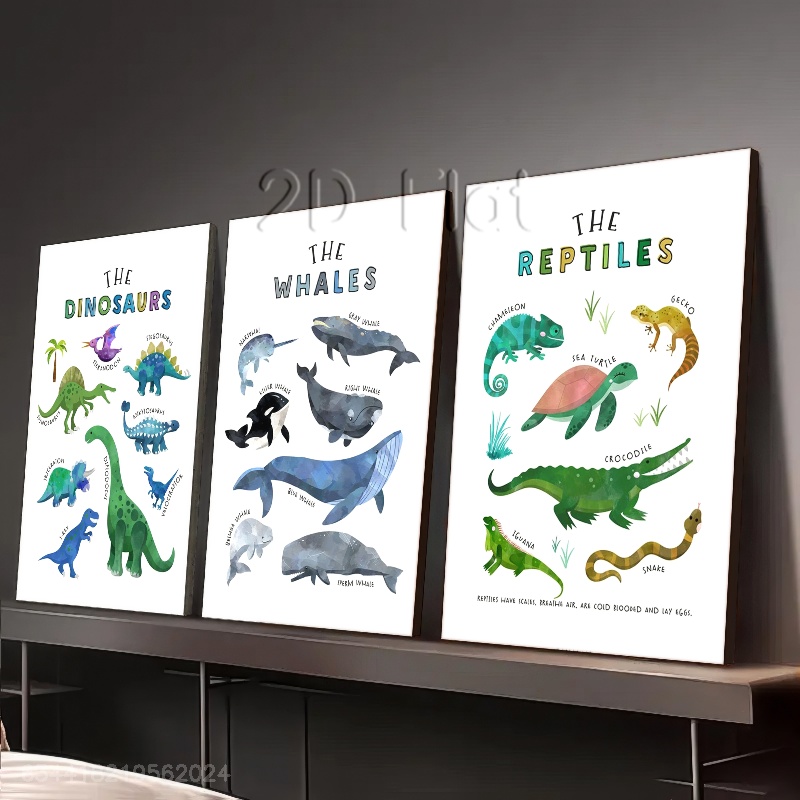 2D Flat
THE
DINOSAURS
THE
WHALES
NARWHAL
GRAY WHALE
KILLER WHALE
RIGHT WHALE
BLUE WHALE
BELUGA WHALE
SPERM WHALE
THE
REPTILES
CHAMELEON
GECKO
SEA TURTLE
CROCODILE
IGUANA
SNAKE
REPTILES HAVE SCALES, BREATHE AIR, ARE COLD BLOODED AND LAY EGGS.
T-REX
VELOCIRAPTOR